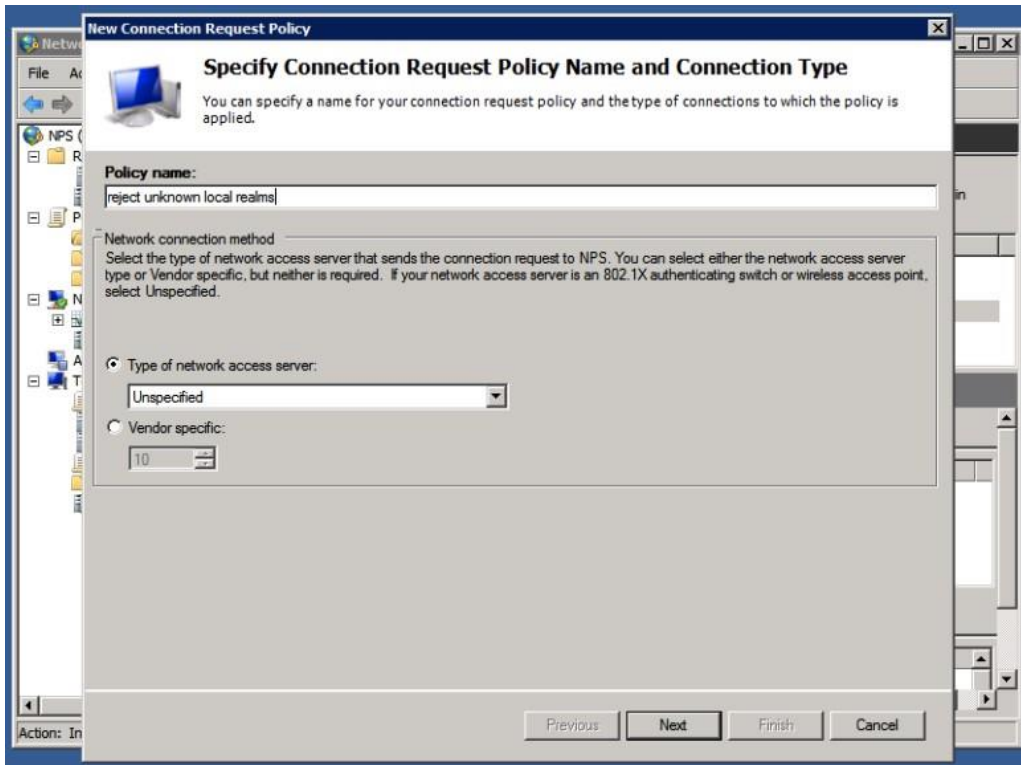 New Connection Request Policy
Netwo
File Ac
Specify Connection Request Policy Name and Connection Type
You can specify a name for your connection request policy and the type of connections to which the policy is
applied.
NPS (
R
Policy name:
reject unknown local realms
in
P
Network connection method
Select the type of network access server that sends the connection request to NPS. You can select either the network access server
type or Vendor specific, but neither is required. If your network access server is an 802.1X authenticating switch or wireless access point,
select Unspecified.
N
A
Type of network access server:
T
Unspecified
Vendor specific:
10
Previous
Next
Finish
Cancel
Action: In